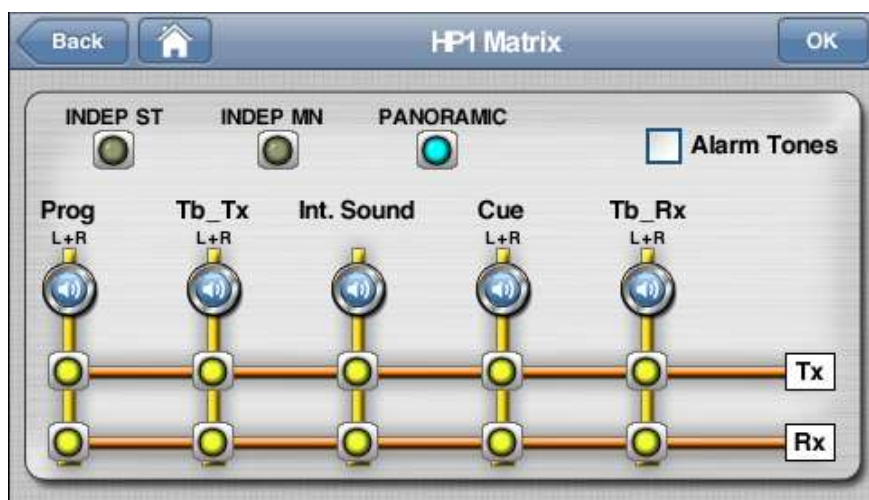 Back HP1 Matrix OK
INDEP ST INDEP MN PANORAMIC
Alarm Tones
Prog Tb_Tx Int. Sound Cue Tb_Rx
L+R L+R L+R L+R
Tx
Rx